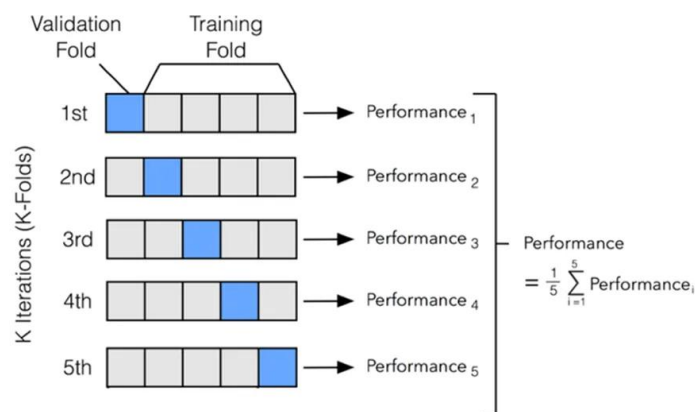 Validation
Fold
Training
Fold
K Iterations (K-Folds)
1st
Performance 1
2nd
Performance 2
3rd
Performance 3
4th
Performance 4
5th
Performance 5
Performance
= 1/5 5 ∑ i=1 Performance i